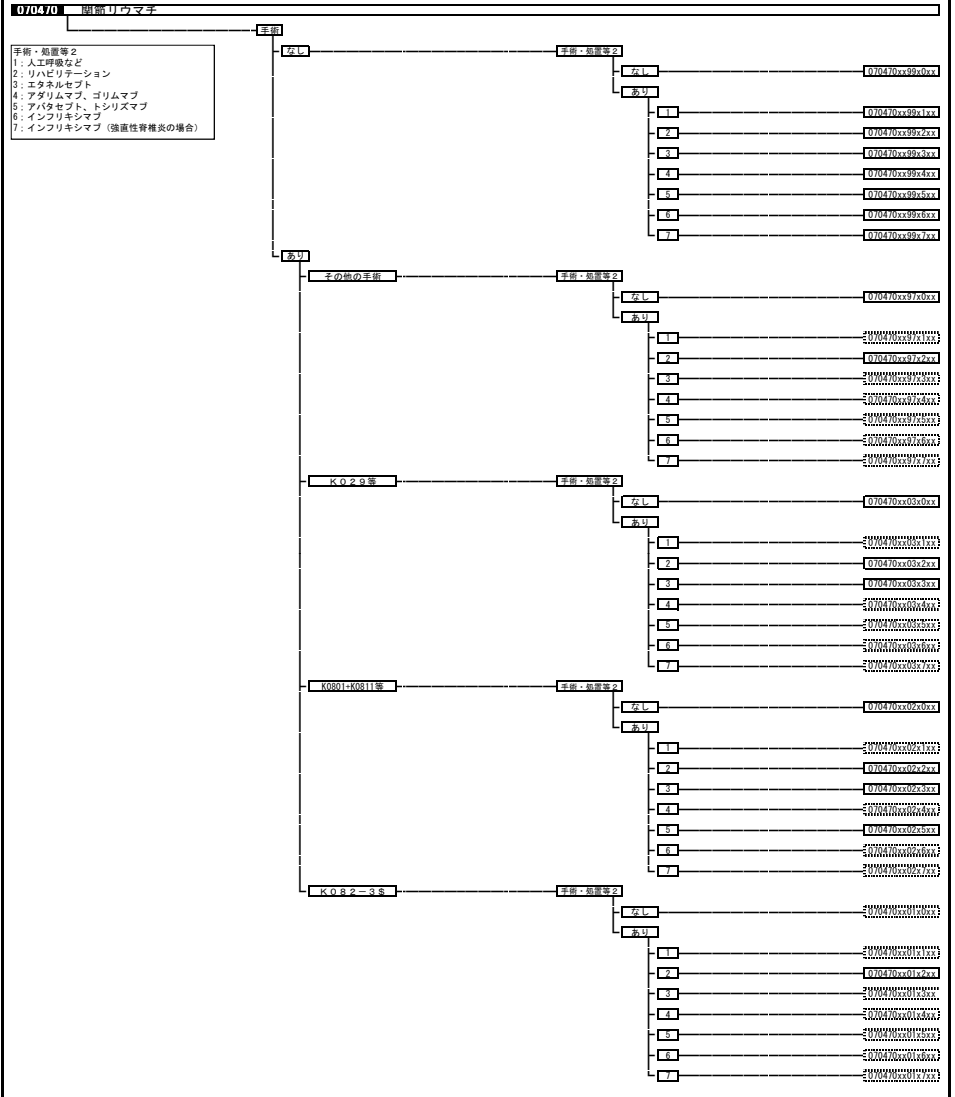 070470 関節リウマチ
手術
手術・処置等２
1；人工呼吸など
2；リハビリテーション
3；エタネルセプト
4；アダリムマブ、ゴリムマブ
5；アバタセプト、トシリズマブ
6；インフリキシマブ
7；インフリキシマブ（強直性脊椎炎の場合）
なし 手術・処置等２
なし 070470xx99x0xx
あり
1 070470xx99x1xx
2 070470xx99x2xx
3 070470xx99x3xx
4 070470xx99x4xx
5 070470xx99x5xx
6 070470xx99x6xx
7 070470xx99x7xx
あり
その他の手術 手術・処置等２
なし 070470xx97x0xx
あり
1 070470xx97x1xx
2 070470xx97x2xx
3 070470xx97x3xx
4 070470xx97x4xx
5 070470xx97x5xx
6 070470xx97x6xx
7 070470xx97x7xx
Ｋ０２９等 手術・処置等２
なし 070470xx03x0xx
あり
1 070470xx03x1xx
2 070470xx03x2xx
3 070470xx03x3xx
4 070470xx03x4xx
5 070470xx03x5xx
6 070470xx03x6xx
7 070470xx03x7xx
K0801+K0811等 手術・処置等２
なし 070470xx02x0xx
あり
1 070470xx02x1xx
2 070470xx02x2xx
3 070470xx02x3xx
4 070470xx02x4xx
5 070470xx02x5xx
6 070470xx02x6xx
7 070470xx02x7xx
Ｋ０８２－３＄ 手術・処置等２
なし 070470xx01x0xx
あり
1 070470xx01x1xx
2 070470xx01x2xx
3 070470xx01x3xx
4 070470xx01x4xx
5 070470xx01x5xx
6 070470xx01x6xx
7 070470xx01x7xx